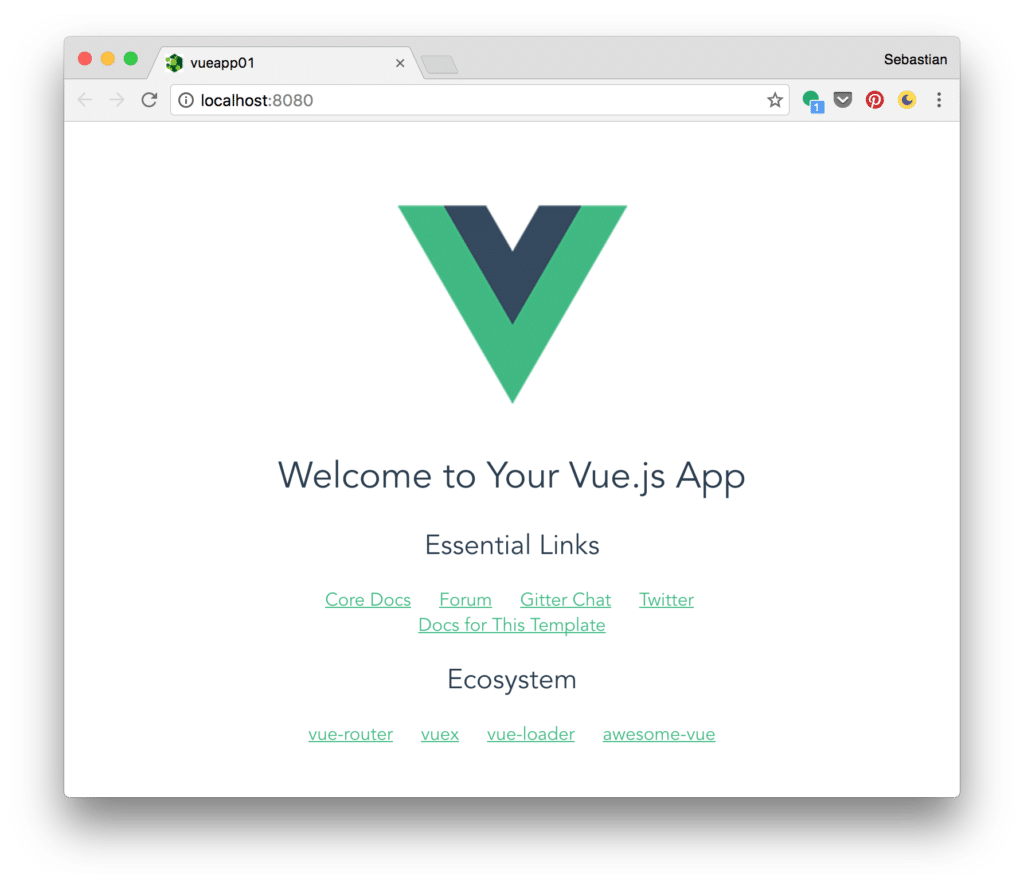 vueapp01
Sebastian
localhost:8080
1
Welcome to Your Vue.js App
Essential Links
Core Docs Forum Gitter Chat Twitter
Docs for This Template
Ecosystem
vue-router vuex vue-loader awesome-vue